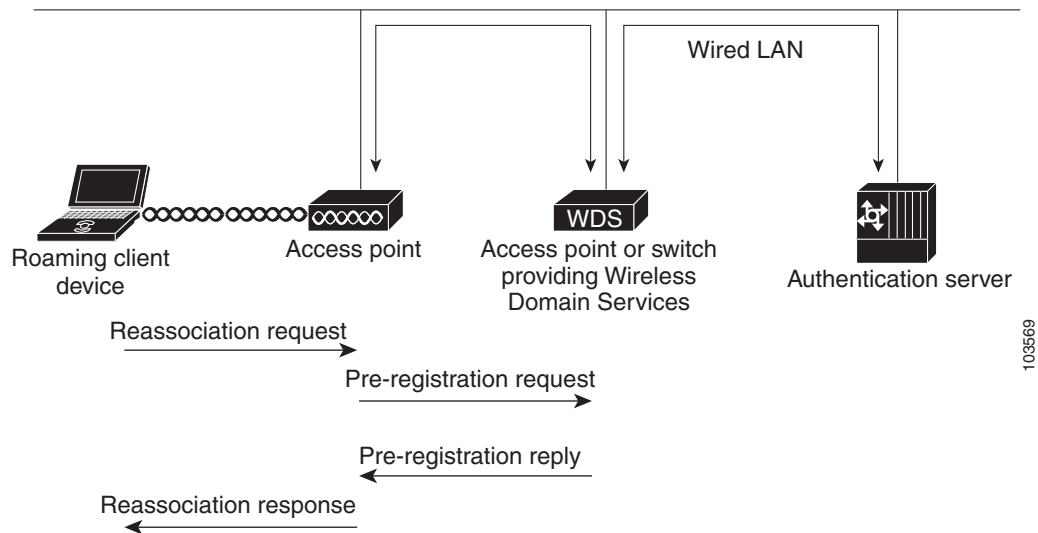 Wired LAN
WDS
Roaming client
device
Access point
Access point or switch
providing Wireless
Domain Services
Authentication server
Reassociation request
Pre-registration request
Pre-registration reply
Reassociation response
103569